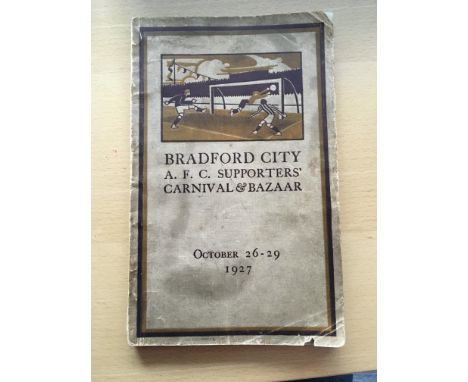 BRADFORD CITY
A. F. C. SUPPORTERS'
CARNIVAL & BAZAAR
OCTOBER 26-29
1927